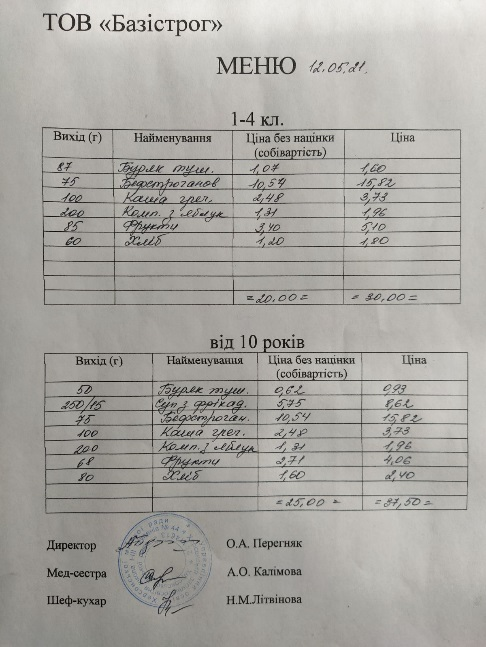 ТОВ «Базістрог»
МЕНЮ 12.05.21.
1-4 кл.
Вихід (г) Найменування Ціна без націнки (собівартість) Ціна
87 Буряк туш. 1,07 1,60
75 Бефстроганов 10,54 15,82
100 Каша греч. 2,48 3,73
200 Комп. з яблук 1,31 1,96
85 Фрукти 3,40 5,10
60 Хліб 1,20 1,80
=20,00= =30,00=
від 10 років
Вихід (г) Найменування Ціна без націнки (собівартість) Ціна
50 Буряк туш. 0,62 0,93
250/15 Суп з фрикад. 5,75 8,62
75 Бефстроган. 10,54 15,82
100 Каша греч. 2,48 3,73
200 Комп. з яблук 1,31 1,96
68 Фрукти 2,71 4,06
80 Хліб 1,60 2,40
=25,00= =37,50=
Директор О.А. Перегняк
Мед-сестра А.О. Калімова
Шеф-кухар Н.М.Літвінова